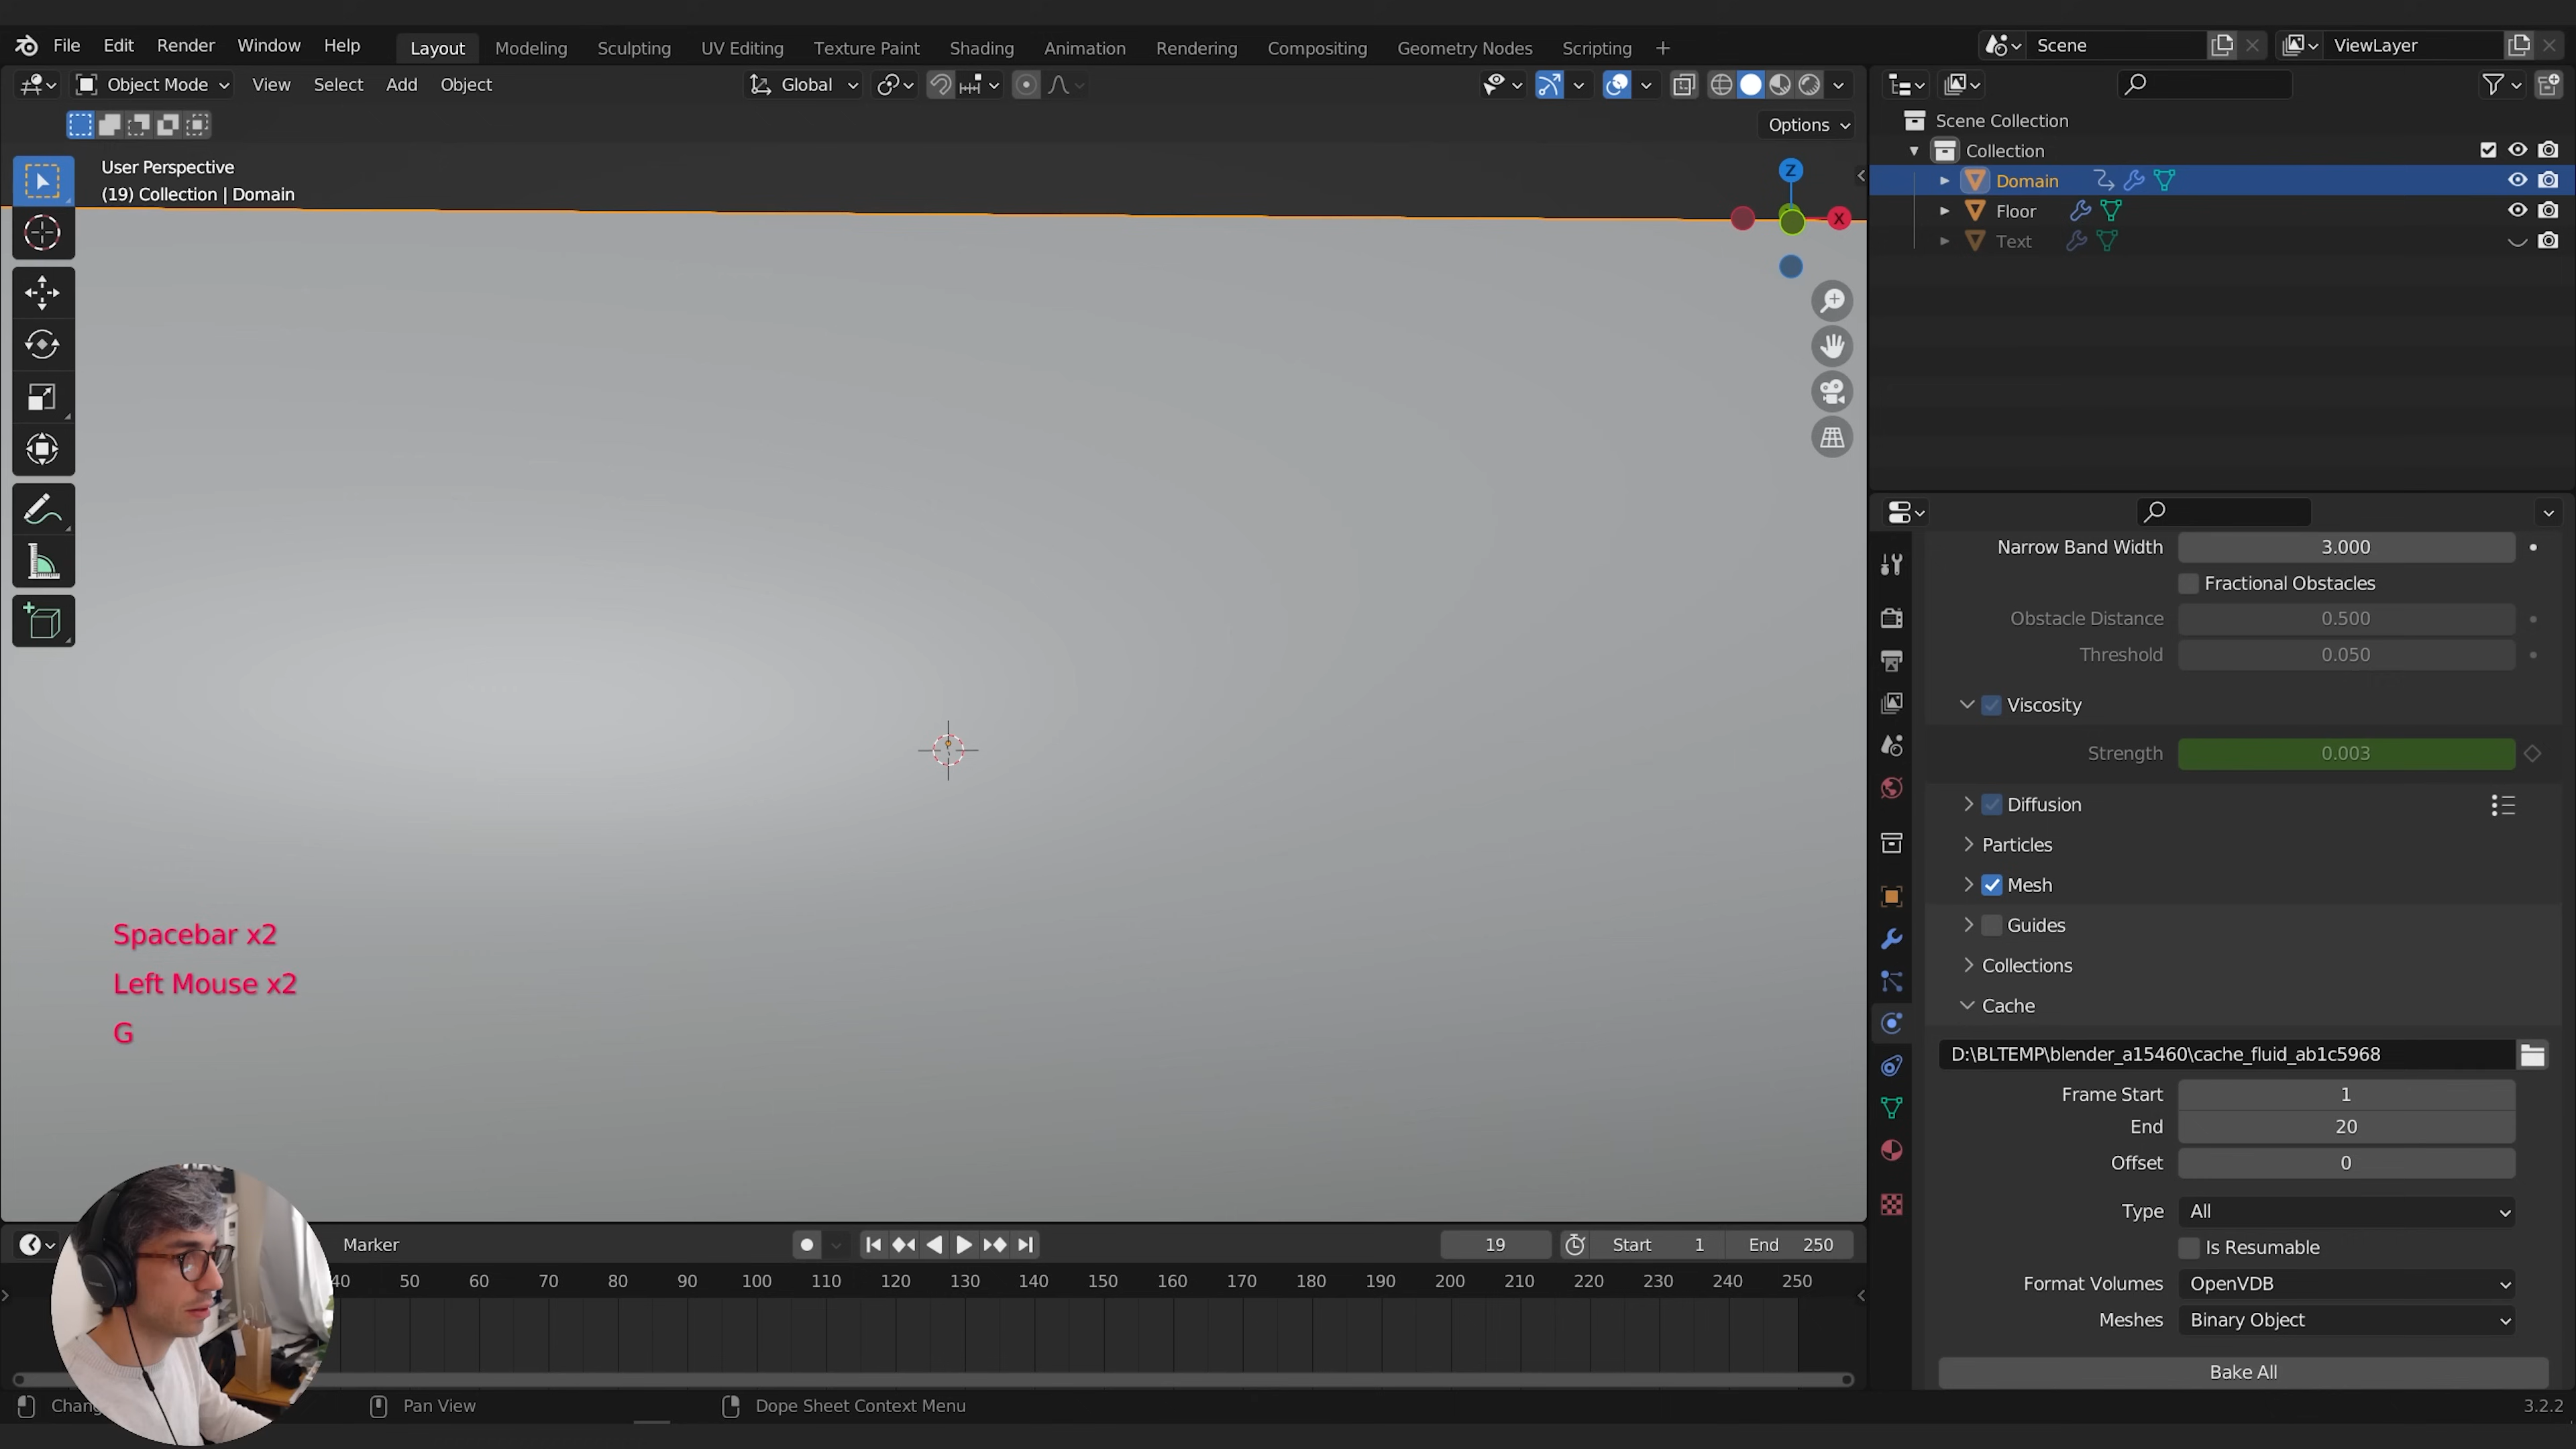 File Edit Render Window Help Layout Modeling Sculpting UV Editing Texture Paint Shading Animation Rendering Compositing Geometry Nodes Scripting + Scene ViewLayer
Object Mode View Select Add Object Global
Options
User Perspective
(19) Collection | Domain
Z
X
Spacebar x2
Left Mouse x2
G
Scene Collection
Collection
Domain
Floor
Text
Narrow Band Width 3.000
Fractional Obstacles
Obstacle Distance 0.500
Threshold 0.050
Viscosity
Strength 0.003
Diffusion
Particles
Mesh
Guides
Collections
Cache
D:\BLTEMP\blender_a15460\cache_fluid_ab1c5968
Frame Start 1
End 20
Offset 0
Type All
Is Resumable
Format Volumes OpenVDB
Meshes Binary Object
Bake All
Marker 19 Start 1 End 250
40 50 60 70 80 90 100 110 120 130 140 150 160 170 180 190 200 210 220 230 240 250
Pan View Dope Sheet Context Menu 3.2.2